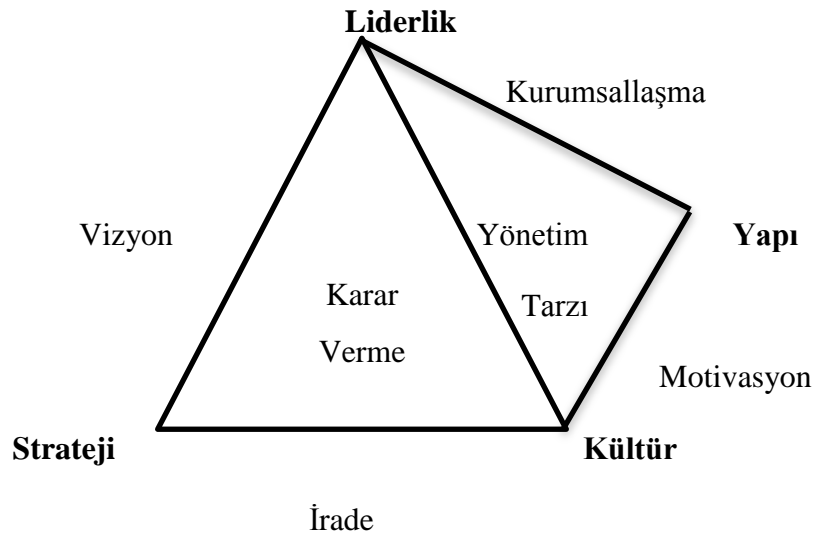 Liderlik
Kurumsallaşma
Vizyon
Yönetim
Yapı
Karar
Tarzı
Verme
Motivasyon
Strateji
Kültür
İrade